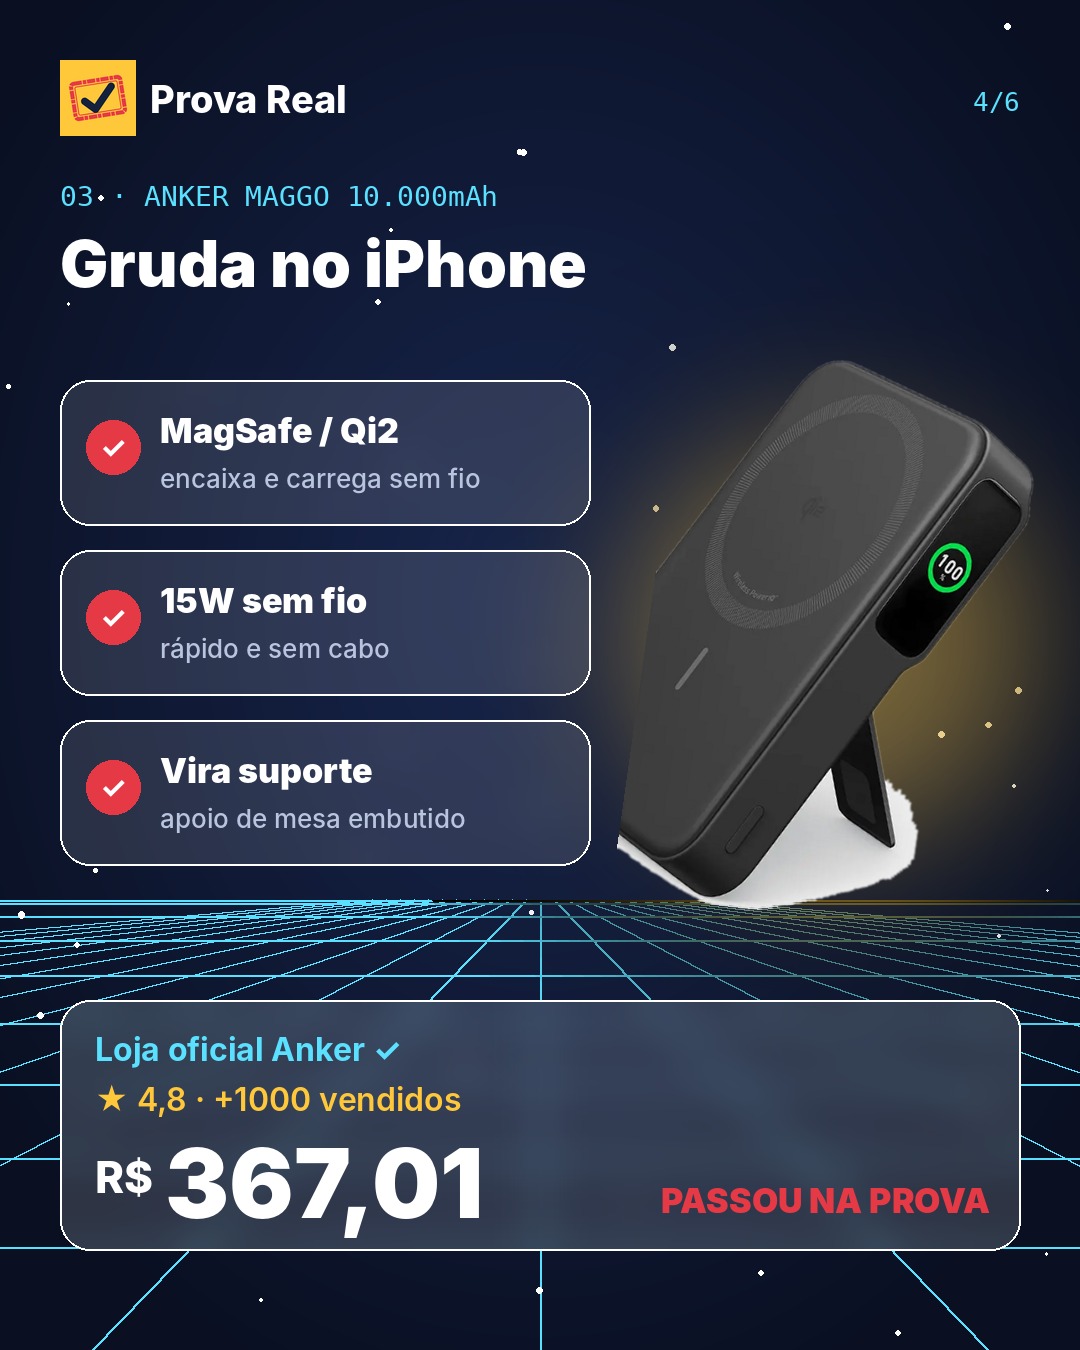 Prova Real
4/6
03 · ANKER MAGGO 10.000mAh
Gruda no iPhone
MagSafe / Qi2
encaixa e carrega sem fio
15W sem fio
rápido e sem cabo
Vira suporte
apoio de mesa embutido
100
%
Loja oficial Anker ✓
★ 4,8 · +1000 vendidos
R$ 367,01
PASSOU NA PROVA